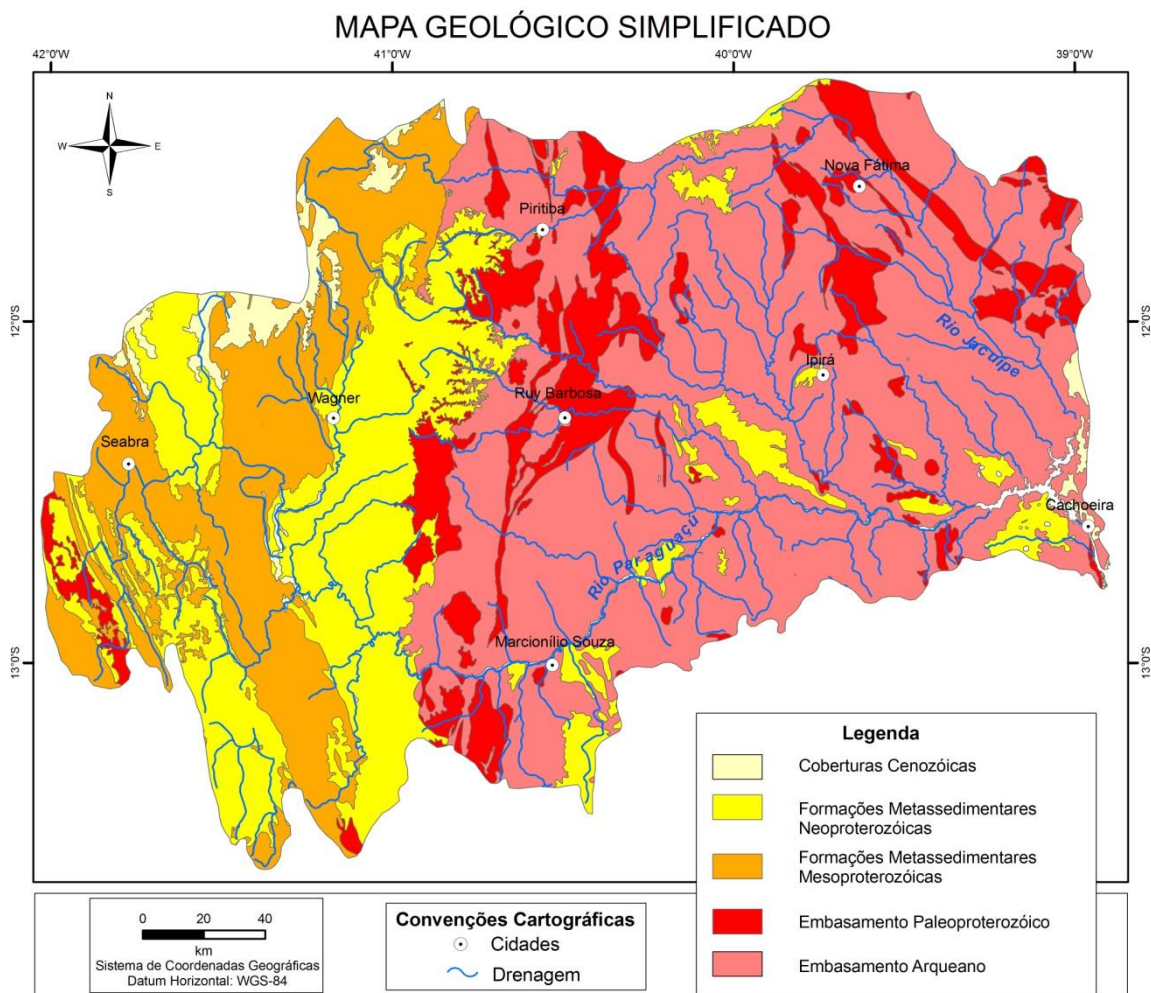 MAPA GEOLÓGICO SIMPLIFICADO
42°0'W
41°0'W
40°0'W
39°0'W
N
W
E
S
Nova Fátima
Piritiba
12°0'S
12°0'S
Rio Jacuípe
Ipirá
Wagner
Ruy Barbosa
Seabra
Cachoeira
Rio Paraguaçú
Marcionílio Souza
13°0'S
13°0'S
Legenda
Coberturas Cenozóicas
Formações Metassedimentares
Neoproterozóicas
Formações Metassedimentares
Mesoproterozóicas
Embasamento Paleoproterozóico
Embasamento Arqueano
0 20 40
km
Sistema de Coordenadas Geográficas
Datum Horizontal: WGS-84
Convenções Cartográficas
Cidades
Drenagem